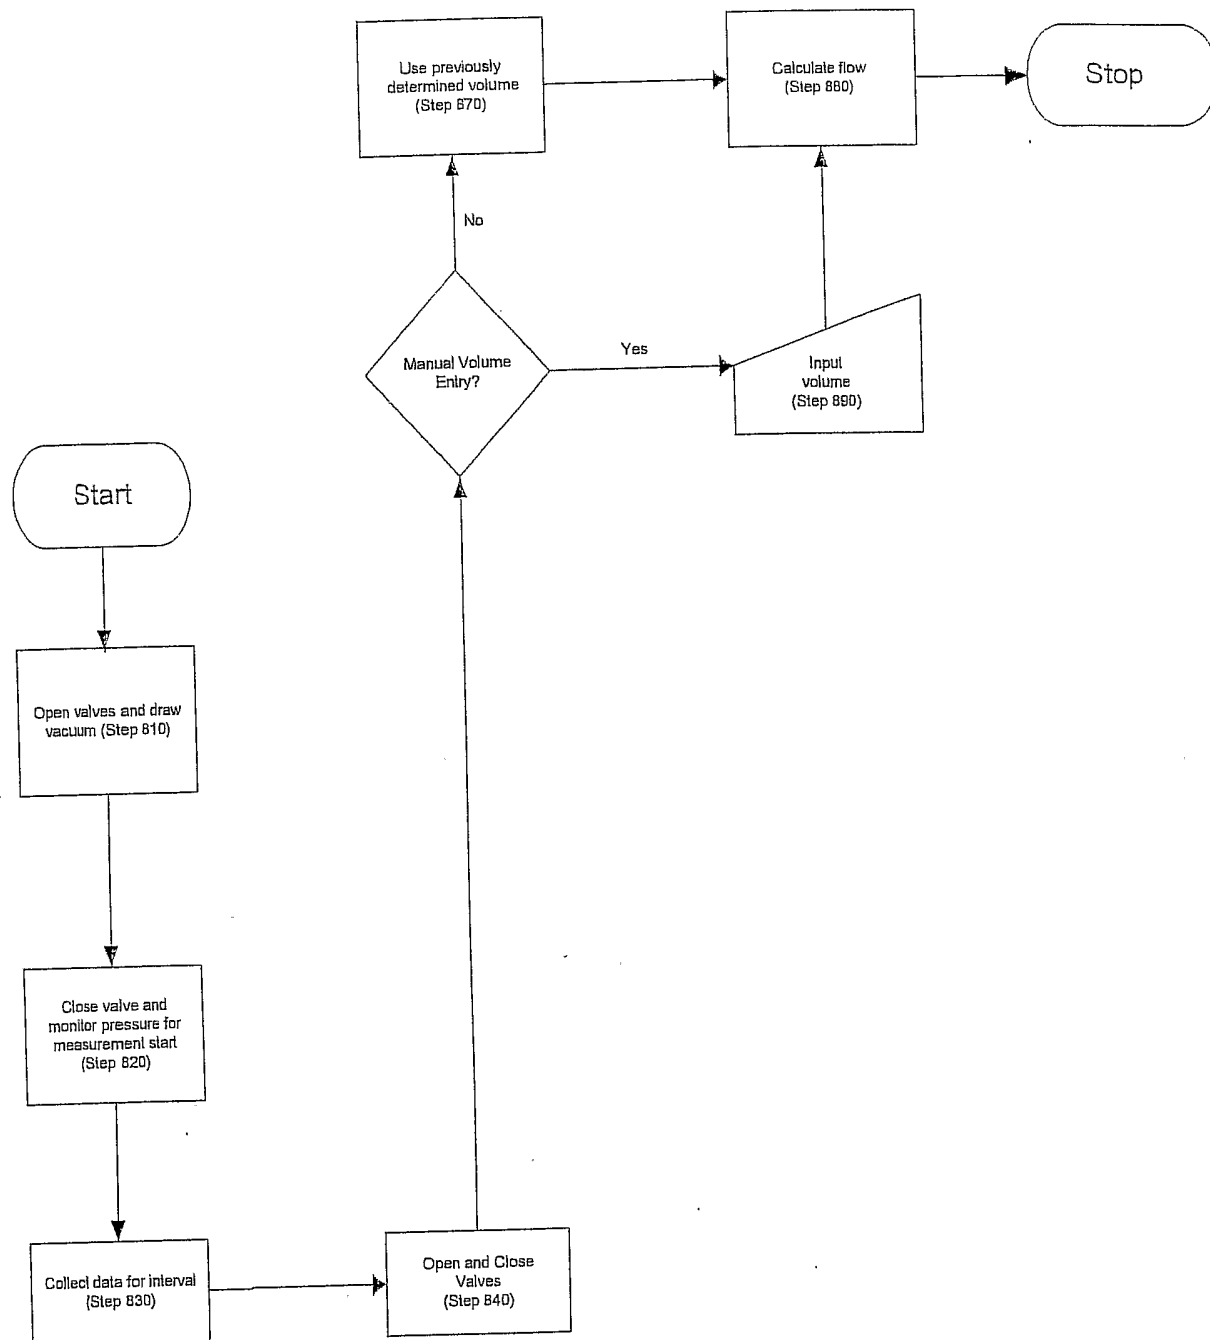 Use previously
determined volume
(Step 870)
Calculate flow
(Step 880)
Stop
No
Manual Volume
Entry?
Yes
Input
volume
(Step 890)
Start
Open valves and draw
vacuum (Step 810)
Close valve and
monitor pressure for
measurement start
(Step 820)
Collect data for interval
(Step 830)
Open and Close
Valves
(Step 840)